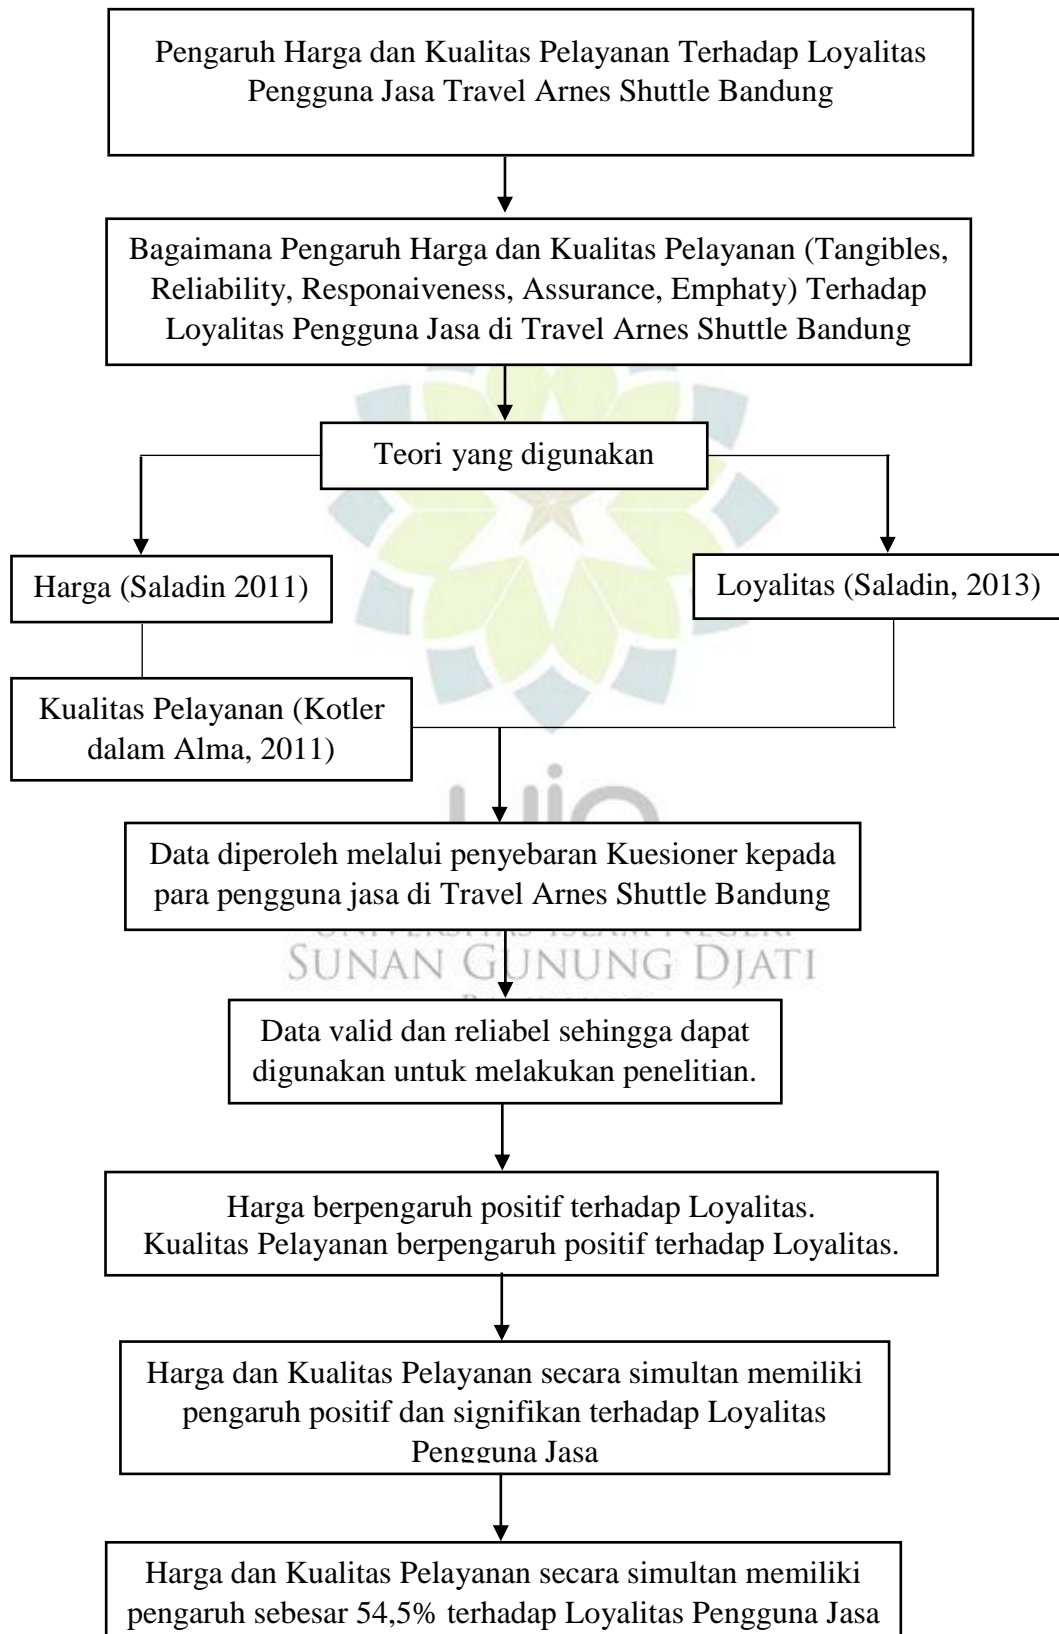 Pengaruh Harga dan Kualitas Pelayanan Terhadap Loyalitas
Pengguna Jasa Travel Arnes Shuttle Bandung
Bagaimana Pengaruh Harga dan Kualitas Pelayanan (Tangibles,
Reliability, Responaiveness, Assurance, Emphaty) Terhadap
Loyalitas Pengguna Jasa di Travel Arnes Shuttle Bandung
Teori yang digunakan
Harga (Saladin 2011)
Loyalitas (Saladin, 2013)
Kualitas Pelayanan (Kotler
dalam Alma, 2011)
uin
Data diperoleh melalui penyebaran Kuesioner kepada
para pengguna jasa di Travel Arnes Shuttle Bandung
UNIVERSITAS ISLAM NEGERI
SUNAN GUNUNG DJATI
Data valid dan reliabel sehingga dapat
digunakan untuk melakukan penelitian.
Harga berpengaruh positif terhadap Loyalitas.
Kualitas Pelayanan berpengaruh positif terhadap Loyalitas.
Harga dan Kualitas Pelayanan secara simultan memiliki
pengaruh positif dan signifikan terhadap Loyalitas
Pengguna Jasa
Harga dan Kualitas Pelayanan secara simultan memiliki
pengaruh sebesar 54,5% terhadap Loyalitas Pengguna Jasa